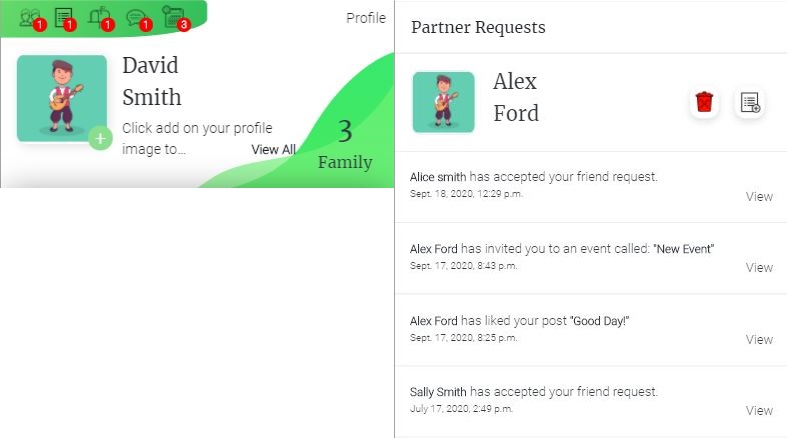 1 1 1 1 3
Profile
David
Smith
Click add on your profile
image to...
View All
3
Family
Partner Requests
Alex
Ford
Alice smith has accepted your friend request.
Sept. 18, 2020, 12:29 p.m.
View
Alex Ford has invited you to an event called: "New Event"
Sept. 17, 2020, 8:43 p.m.
View
Alex Ford has liked your post "Good Day!"
Sept. 17, 2020, 8:25 p.m.
View
Sally Smith has accepted your friend request.
July 17, 2020, 2:49 p.m.
View